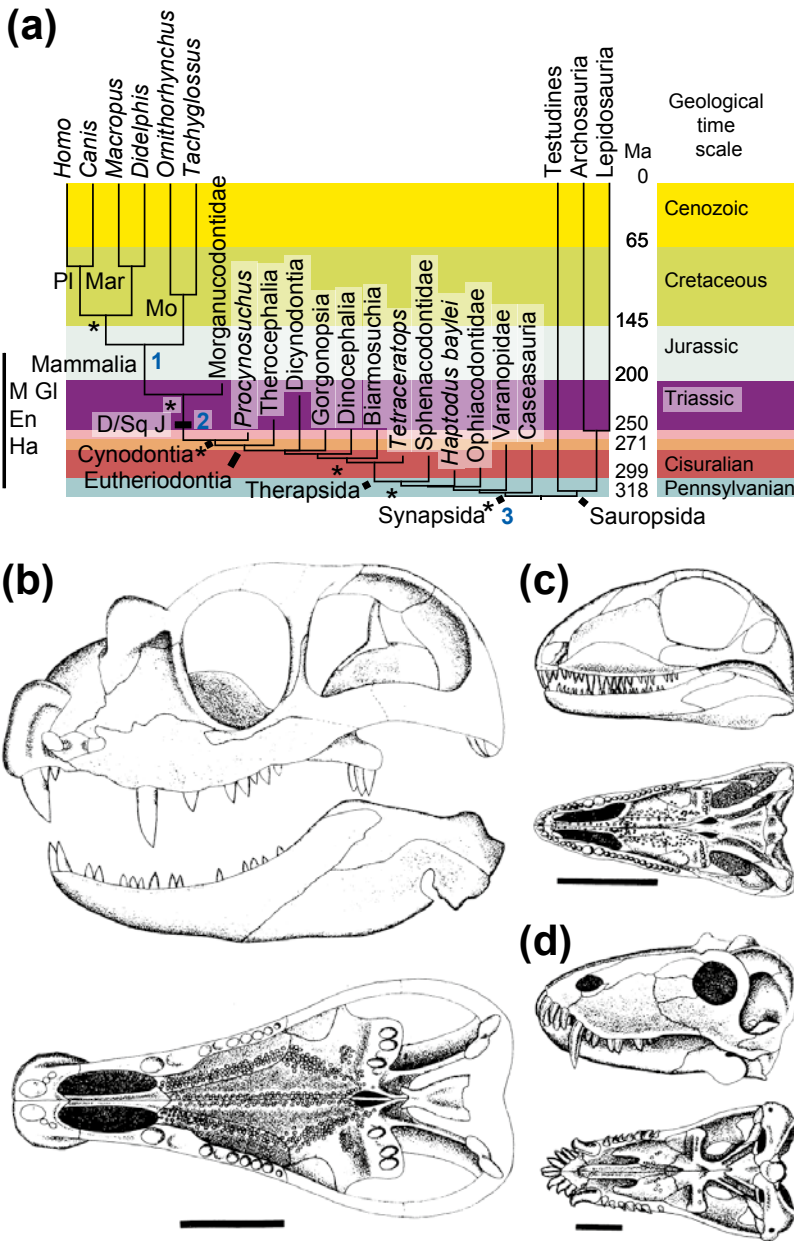 (a)
Homo
Canis
Macropus
Didelphis
Ornithorhynchus
Tachyglossus
Morganucodontidae
Procynosuchus
Therocephalia
Dicynodontia
Gorgonopsia
Dinocephalia
Biarmosuchia
Tetraceratops
Sphenacodontidae
Haptodus baylei
Ophiacodontidae
Varanopidae
Caseasauria
Testudines
Archosauria
Lepidosauria
Geological
time
scale
Ma
0
65
145
200
250
271
299
318
Cenozoic
Cretaceous
Jurassic
Triassic
Cisuralian
Pennsylvanian
Pl
Mar
Mo
*
Mammalia
1
M Gl
En
Ha
*
D/Sq J
2
Cynodontia*
Eutheriodontia
*
Therapsida
*
Synapsida*
3
Sauropsida
(b)
(c)
(d)